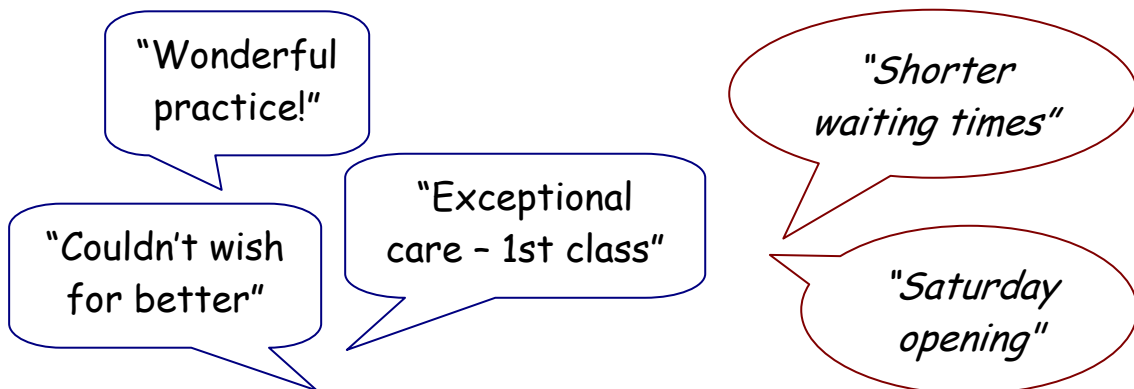 “Wonderful
practice!”
“Exceptional
care – 1st class”
“Couldn’t wish
for better”
“Shorter
waiting times”
“Saturday
opening"